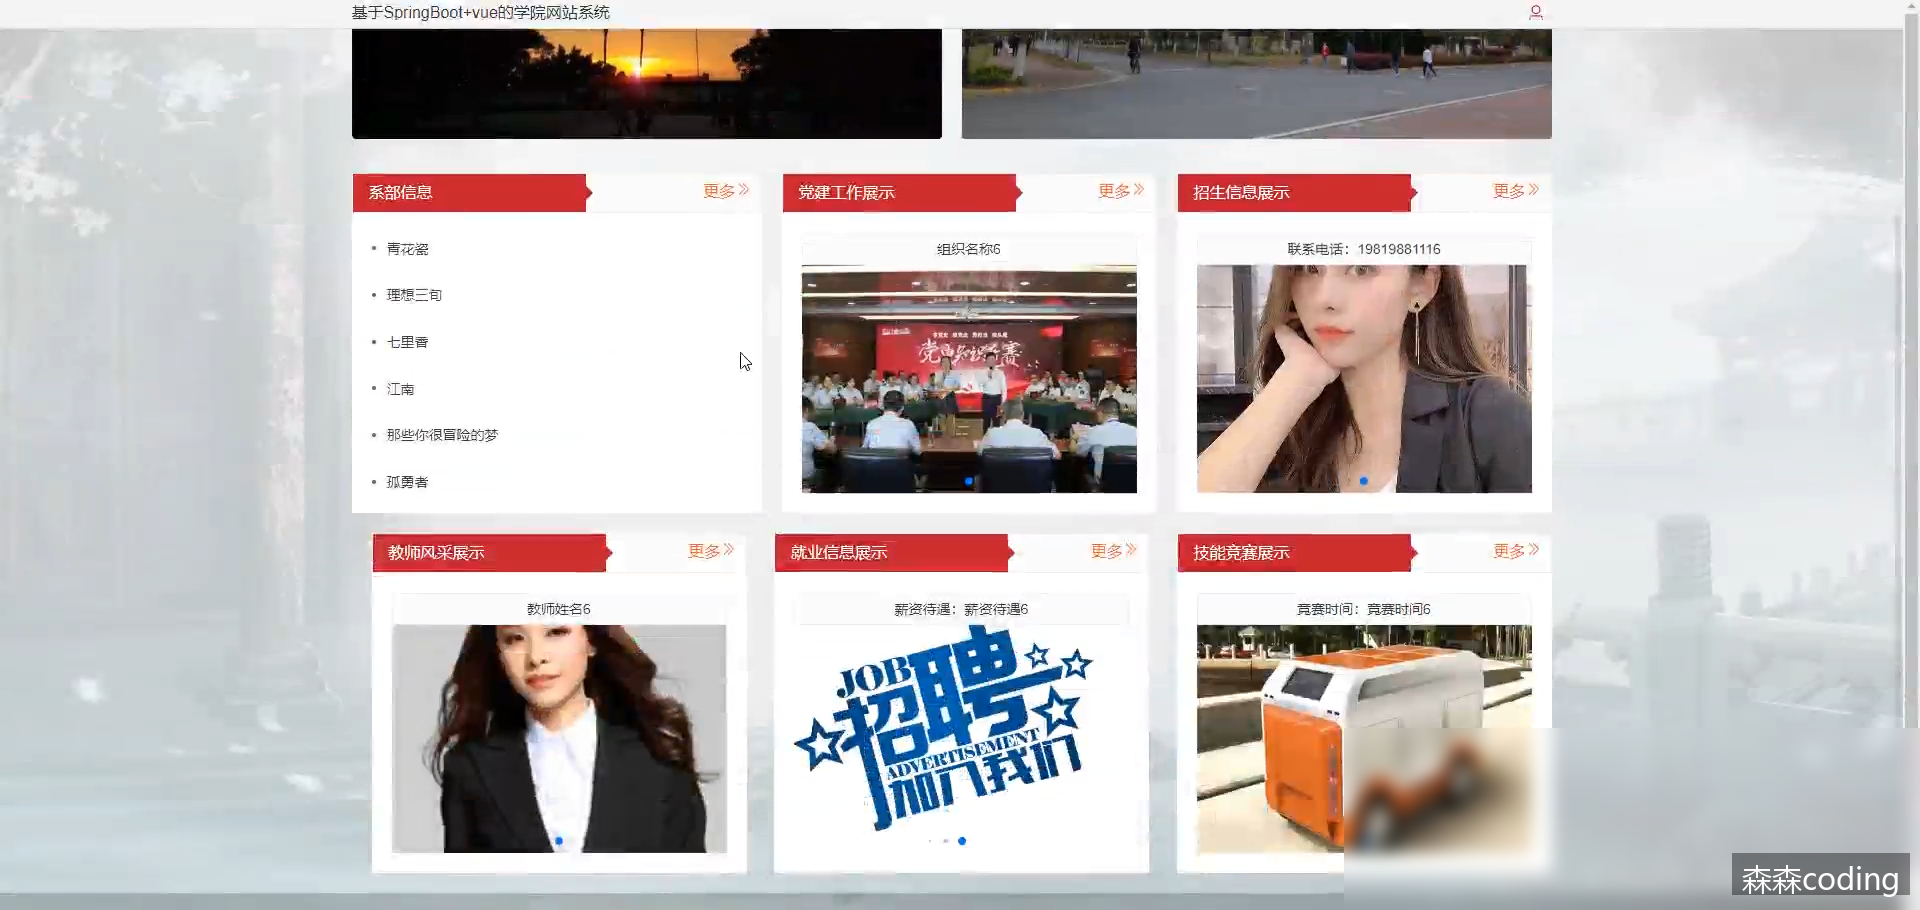 基于SpringBoot+vue的学院网站系统
系部信息
更多
党建工作展示
更多
招生信息展示
更多
青花瓷
理想三旬
七里香
江南
那些你很冒险的梦
孤勇者
组织名称6
联系电话：19819881116
教师风采展示
更多
就业信息展示
更多
技能竞赛展示
更多
教师姓名6
薪资待遇：薪资待遇6
竞赛时间：竞赛时间6
JOB
招聘
ADVERTISEMENT
加入我们
森森coding